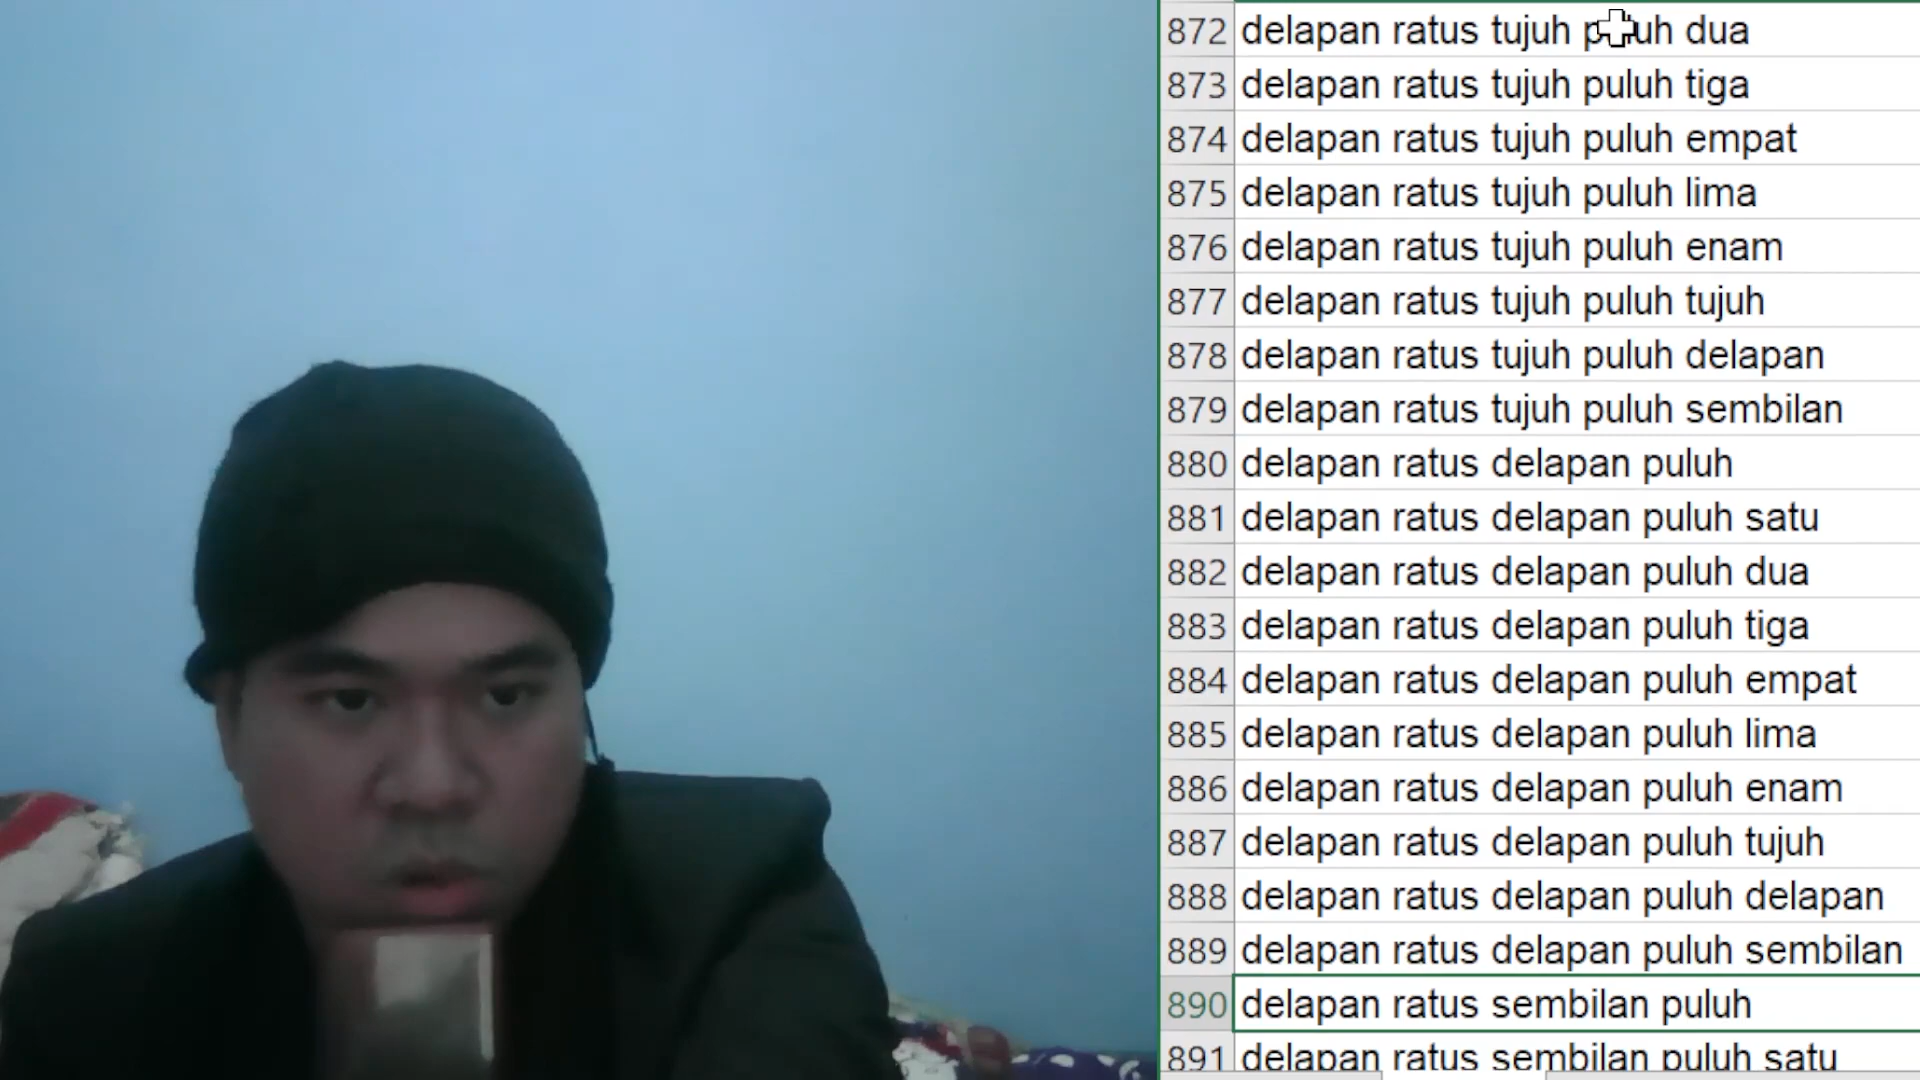 872 delapan ratus tujuh puluh dua
873 delapan ratus tujuh puluh tiga
874 delapan ratus tujuh puluh empat
875 delapan ratus tujuh puluh lima
876 delapan ratus tujuh puluh enam
877 delapan ratus tujuh puluh tujuh
878 delapan ratus tujuh puluh delapan
879 delapan ratus tujuh puluh sembilan
880 delapan ratus delapan puluh
881 delapan ratus delapan puluh satu
882 delapan ratus delapan puluh dua
883 delapan ratus delapan puluh tiga
884 delapan ratus delapan puluh empat
885 delapan ratus delapan puluh lima
886 delapan ratus delapan puluh enam
887 delapan ratus delapan puluh tujuh
888 delapan ratus delapan puluh delapan
889 delapan ratus delapan puluh sembilan
890 delapan ratus sembilan puluh
891 delapan ratus sembilan puluh satu